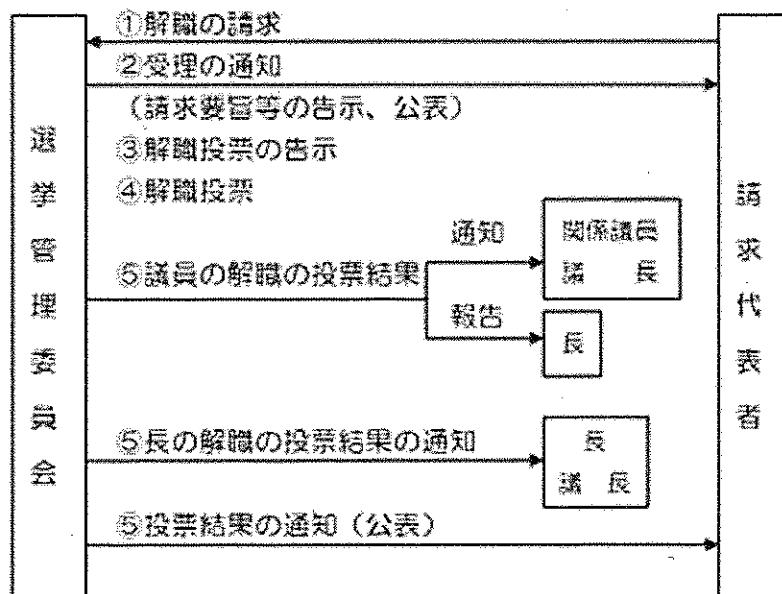 選挙管理委員会
①解職の請求
②受理の通知
（請求要旨等の告示、公表）
③解職投票の告示
④解職投票
⑤議員の解職の投票結果
通知
関係議員
議　　長
報告
長
⑤長の解職の投票結果の通知
長
議　長
⑤投票結果の通知（公表）
請求代表者